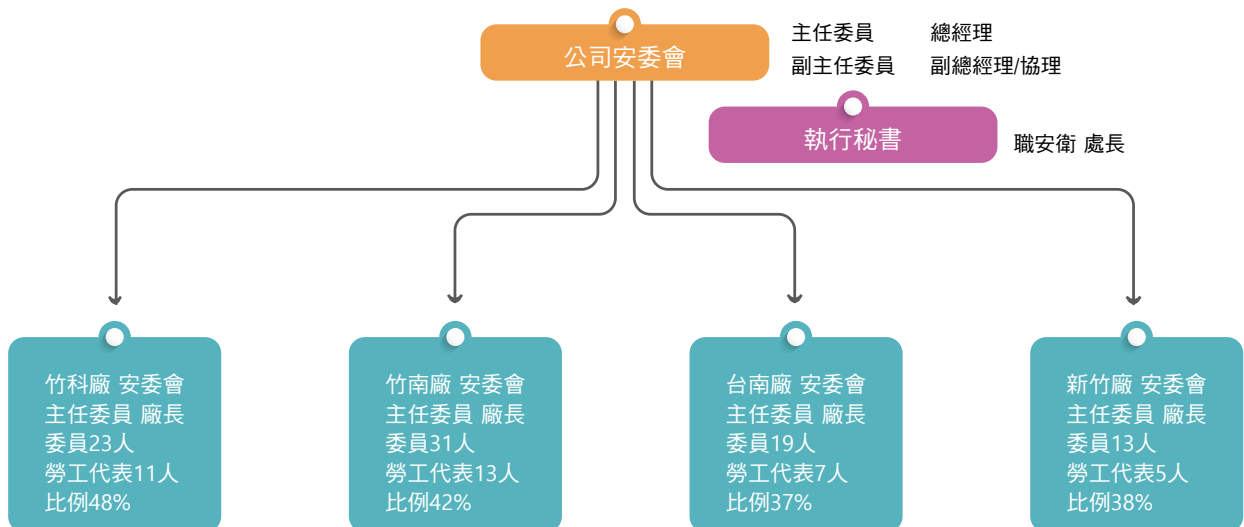 公司安委會
主任委員 總經理
副主任委員 副總經理/協理
執行秘書
職安衛 處長
竹科廠 安委會
主任委員 廠長
委員23人
勞工代表11人
比例48%
竹南廠 安委會
主任委員 廠長
委員31人
勞工代表13人
比例42%
台南廠 安委會
主任委員 廠長
委員19人
勞工代表7人
比例37%
新竹廠 安委會
主任委員 廠長
委員13人
勞工代表5人
比例38%